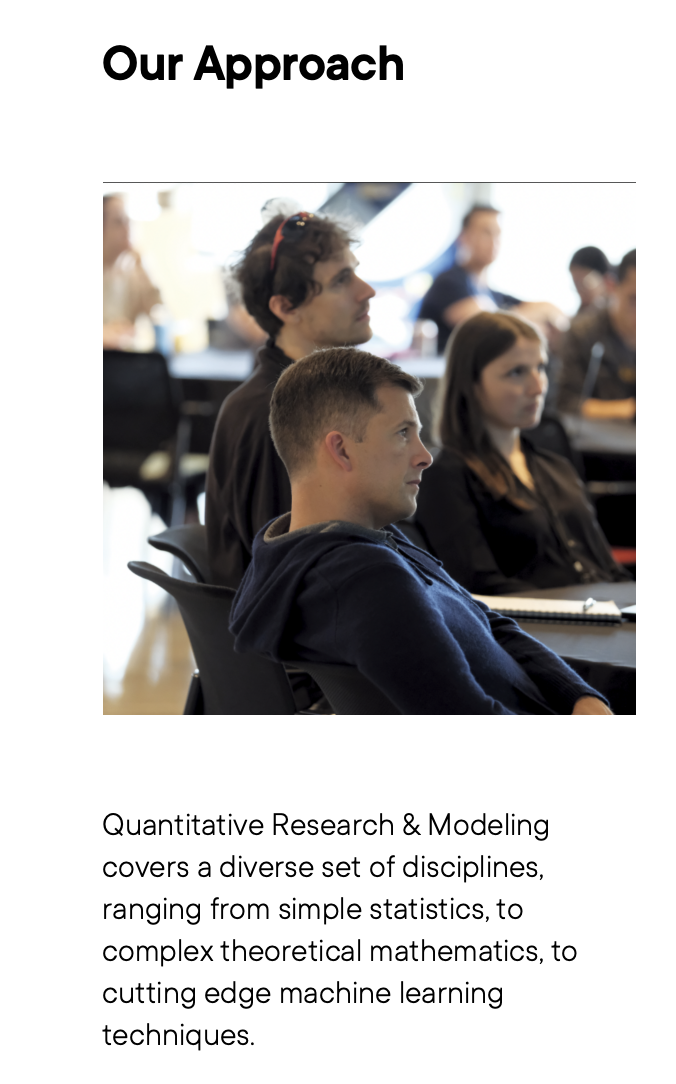 Our Approach
Quantitative Research & Modeling
covers a diverse set of disciplines,
ranging from simple statistics, to
complex theoretical mathematics, to
cutting edge machine learning
techniques.